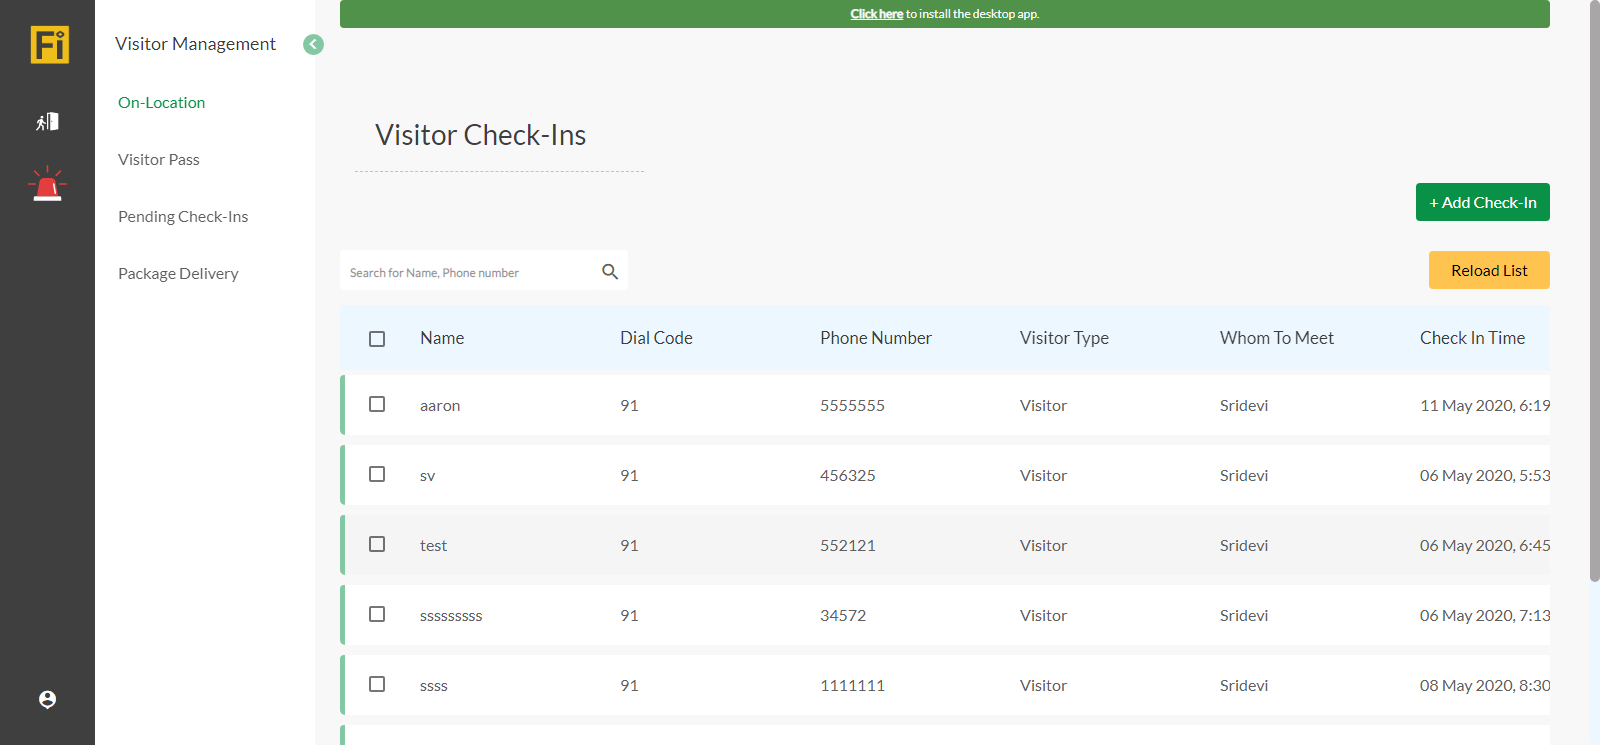 Click here to install the desktop app.
Fi
Visitor Management
On-Location
Visitor Pass
Pending Check-Ins
Package Delivery
Visitor Check-Ins
+ Add Check-In
Search for Name, Phone number
Reload List
Name Dial Code Phone Number Visitor Type Whom To Meet Check In Time
aaron 91 5555555 Visitor Sridevi 11 May 2020, 6:19
sv 91 456325 Visitor Sridevi 06 May 2020, 5:53
test 91 552121 Visitor Sridevi 06 May 2020, 6:45
sssssssss 91 34572 Visitor Sridevi 06 May 2020, 7:13
ssss 91 1111111 Visitor Sridevi 08 May 2020, 8:30